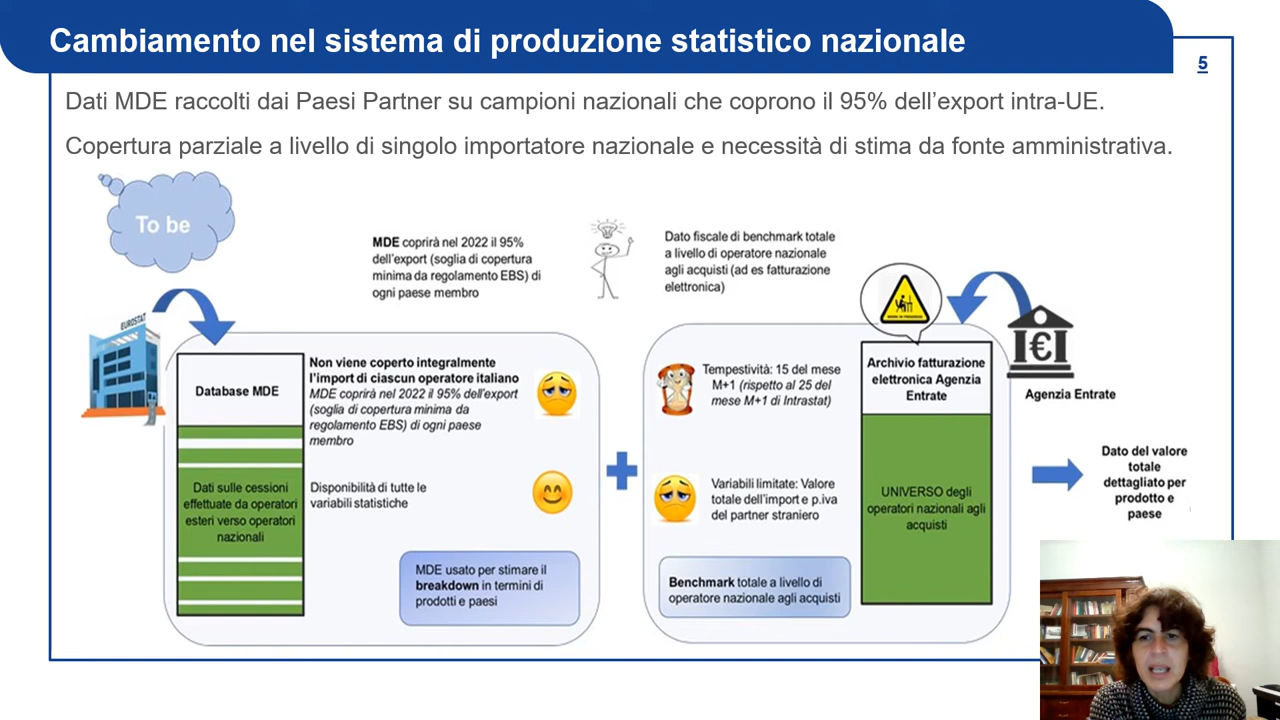 Cambiamento nel sistema di produzione statistico nazionale
5
Dati MDE raccolti dai Paesi Partner su campioni nazionali che coprono il 95% dell’export intra-UE.
Copertura parziale a livello di singolo importatore nazionale e necessità di stima da fonte amministrativa.
To be
MDE coprirà nel 2022 il 95%
dell’export (soglia di copertura
minima da regolamento EBS) di
ogni paese membro
Dato fiscale di benchmark totale
a livello di operatore nazionale
agli acquisti (ad es fatturazione
elettronica)
EUROSTAT
Database MDE
Dati sulle cessioni
effettuate da operatori
esteri verso operatori
nazionali
Non viene coperto integralmente
l’import di ciascun operatore italiano
MDE coprirà nel 2022 il 95% dell’export
(soglia di copertura minima da
regolamento EBS) di ogni paese
membro
Disponibilità di tutte le
variabili statistiche
MDE usato per stimare il
breakdown in termini di
prodotti e paesi
Tempestività: 15 del mese
M+1 (rispetto al 25 del
mese M+1 di Intrastat)
Variabili limitate: Valore
totale dell’import e p.iva
del partner straniero
Benchmark totale a livello di
operatore nazionale agli acquisti
Archivio fatturazione
elettronica Agenzia
Entrate
UNIVERSO degli
operatori nazionali agli
acquisti
€
Agenzia Entrate
Dato del valore
totale
dettagliato per
prodotto e
paese